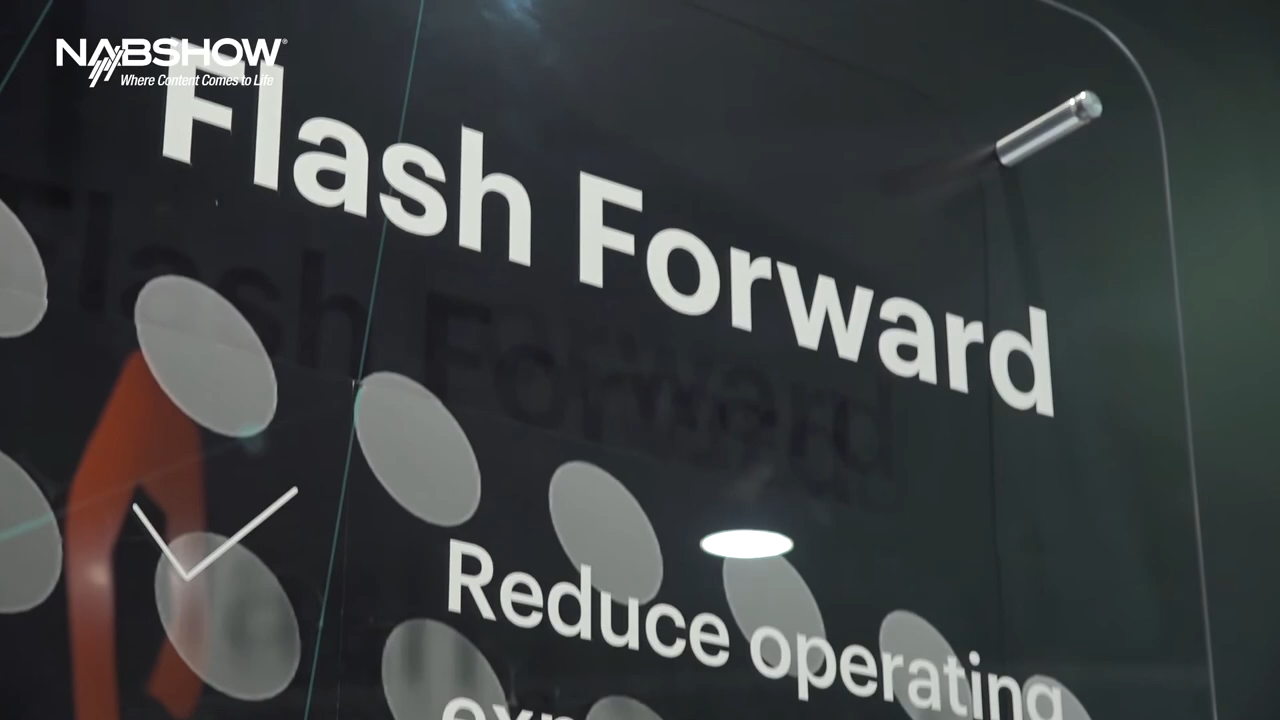 NABSHOW®
Where Content Comes to Life
Flash Forward
Reduce operating